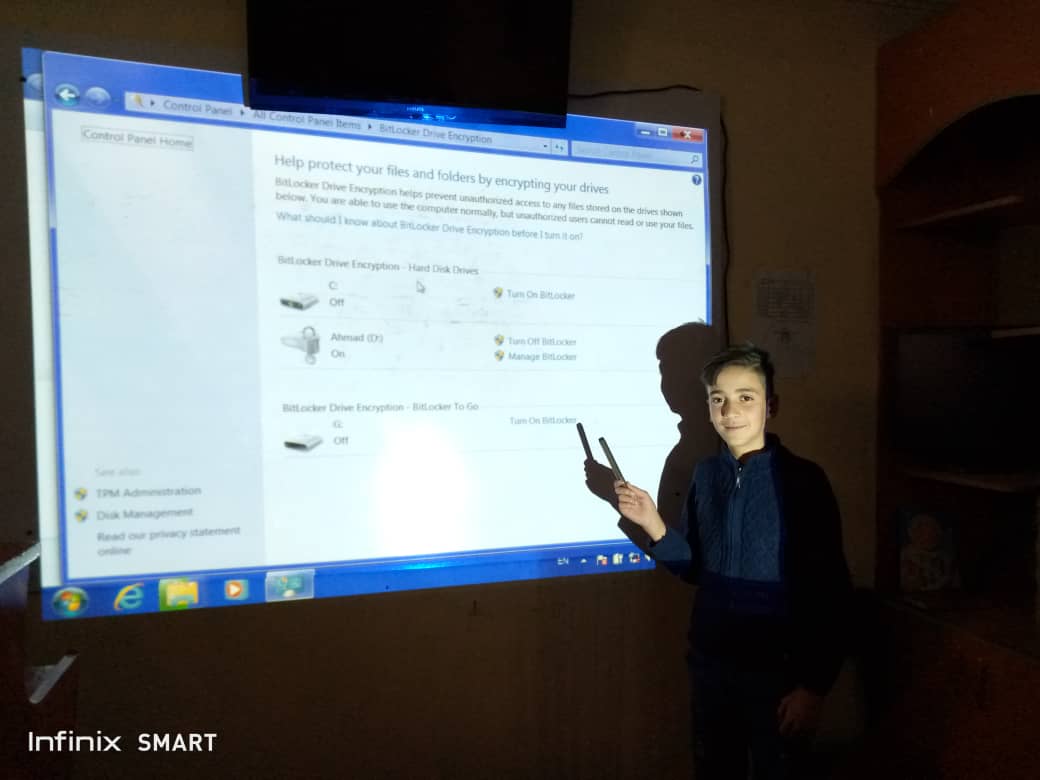 Control Panel ▸ All Control Panel Items ▸ BitLocker Drive Encryption
Search Control Panel
Control Panel Home
Help protect your files and folders by encrypting your drives
BitLocker Drive Encryption helps prevent unauthorized access to any files stored on the drives shown
below. You are able to use the computer normally, but unauthorized users cannot read or use your files.
What should I know about BitLocker Drive Encryption before I turn it on?
BitLocker Drive Encryption - Hard Disk Drives
C:
Off
Turn On BitLocker
Ahmad (D:)
On
Turn Off BitLocker
Manage BitLocker
BitLocker Drive Encryption - BitLocker To Go
G:
Off
Turn On BitLocker
See also
TPM Administration
Disk Management
Read our privacy statement
online
EN
Infinix SMART